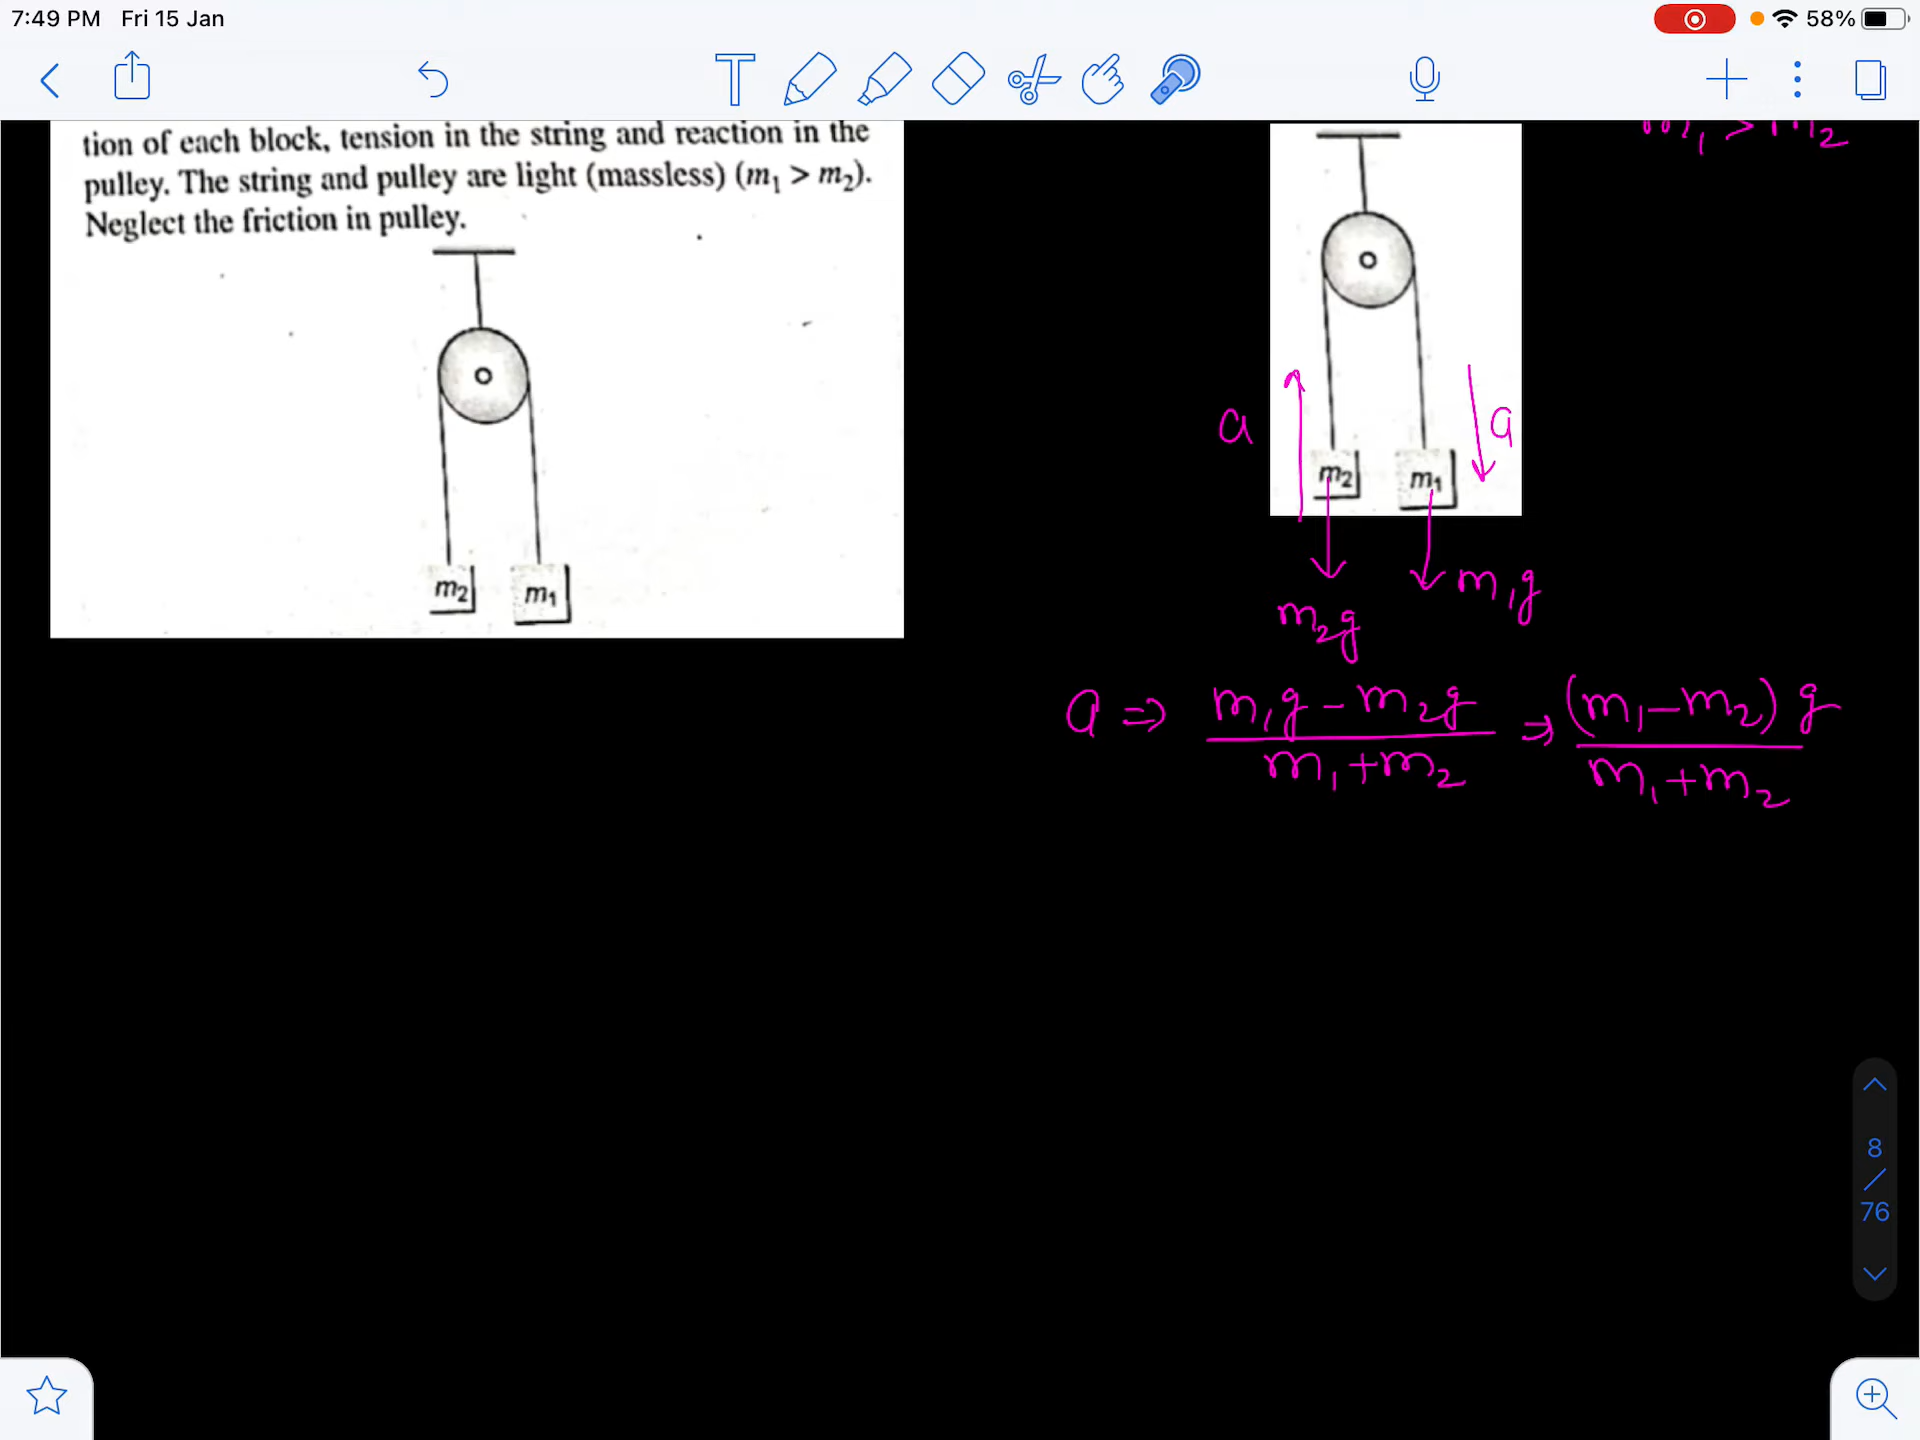 7:49 PM Fri 15 Jan
58%
tion of each block, tension in the string and reaction in the
pulley. The string and pulley are light (massless) (m₁ > m₂).
Neglect the friction in pulley.
m₂ m₁
m₁ > m₂
a a
m₂ m₁
m₁g
m₂g
a ⇒ (m₁g - m₂g)/(m₁+m₂) ⇒ (m₁-m₂) g/(m₁+m₂)
8
/
76